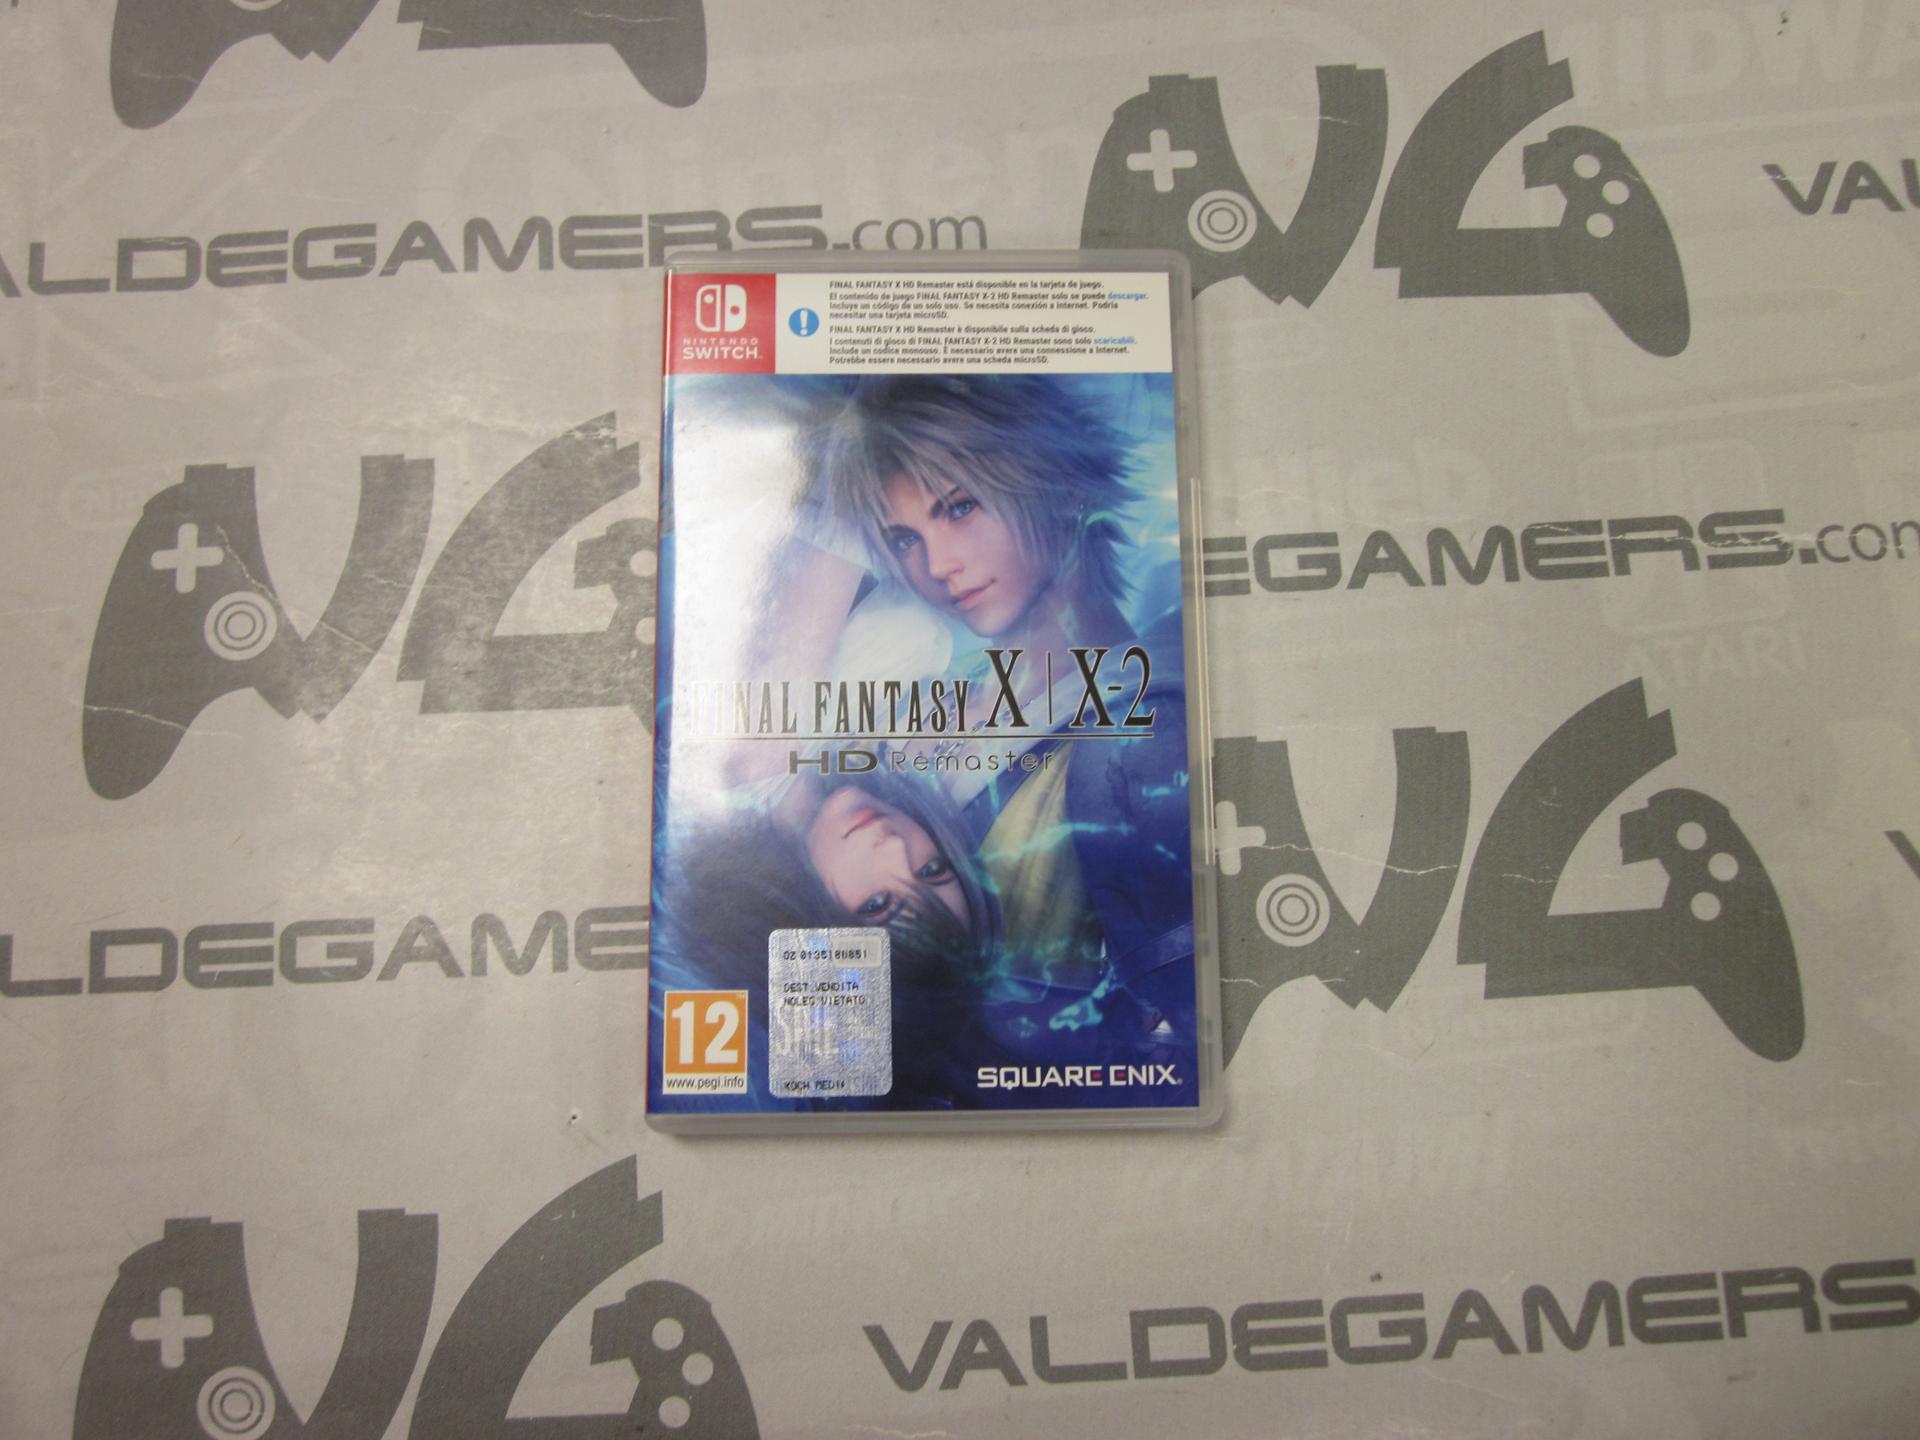 VALDEGAMERS.com
VAL
NINTENDO
SWITCH
FINAL FANTASY X HD Remaster está disponible en la tarjeta de juego.
El contenido de juego FINAL FANTASY X-2 HD Remaster solo se puede descargar.
Incluye un código de un solo uso. Se necesita conexión a Internet. Podría
necesitar una tarjeta microSD.
FINAL FANTASY X HD Remaster è disponibile sulla scheda di gioco.
I contenuti di gioco di FINAL FANTASY X-2 HD Remaster sono solo scaricabili.
Include un codice monouso. È necessario avere una connessione a Internet.
Potrebbe essere necessario avere una scheda microSD.
EGAMERS.com
ATARI
FINAL FANTASY X | X-2
HD Remaster
LDEGAME
DEST.VENDITA
NOLEG.VIETATO
KOCH MEDIA
12
www.pegi.info
SQUARE ENIX
VALDEGAMERS